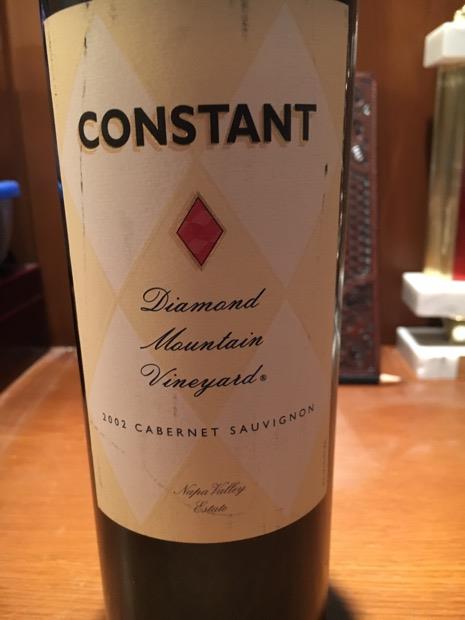 CONSTANT
Diamond
Mountain
Vineyard®
2002 CABERNET SAUVIGNON
Napa Valley
Estate